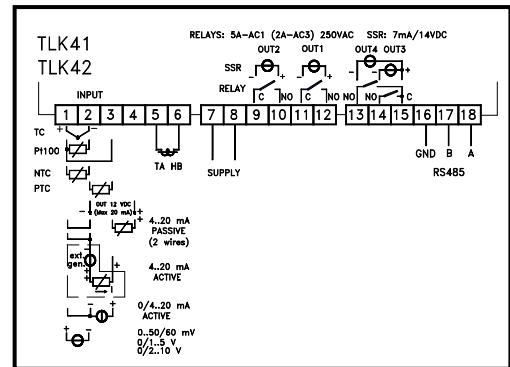 TLK41
TLK42
RELAYS: 5A-AC1 (2A-AC3) 250VAC SSR: 7mA/14VDC
OUT2 OUT1 OUT4 OUT3
SSR - + - + - - +
RELAY C NO C NO NO NO C
INPUT
1 2 3 4 5 6 7 8 9 10 11 12 13 14 15 16 17 18
TC + -
Pt100
NTC
PTC
TA HB
SUPPLY
GND B A
RS485
OUT 12 VDC
(Max 20 mA)
- + +
4..20 mA
PASSIVE
(2 wires)
ext.
gen.
- + + +
4..20 mA
ACTIVE
- +
0/4..20 mA
ACTIVE
+ -
0..50/60 mV
0/1..5 V
0/2..10 V